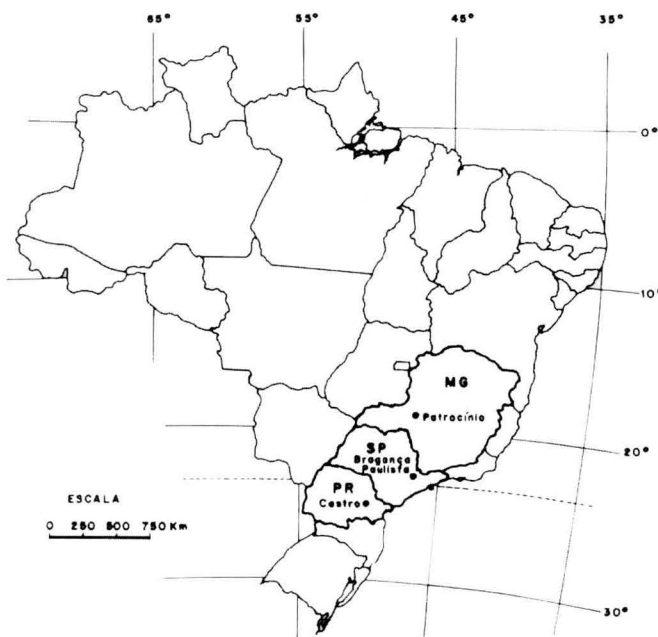 65° 55° 45° 35°
0°
10°
MG
Patrocínio
SP
Bragança
Paulista
20°
PR
Castro
ESCALA
0 250 500 750 Km
30°